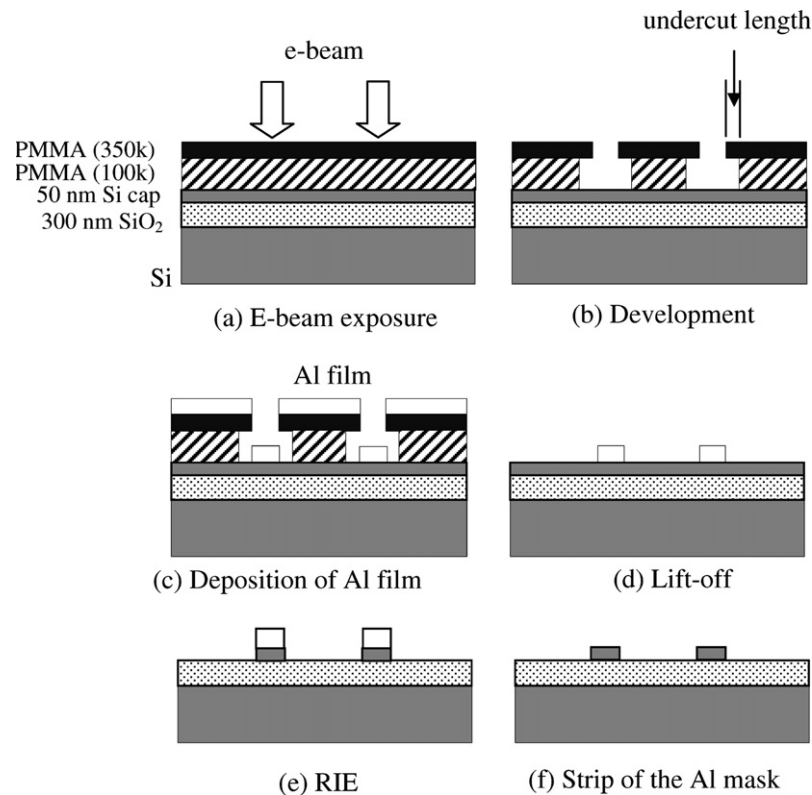 undercut length
e-beam
PMMA (350k)
PMMA (100k)
50 nm Si cap
300 nm SiO₂
Si
(a) E-beam exposure
(b) Development
Al film
(c) Deposition of Al film
(d) Lift-off
(e) RIE
(f) Strip of the Al mask